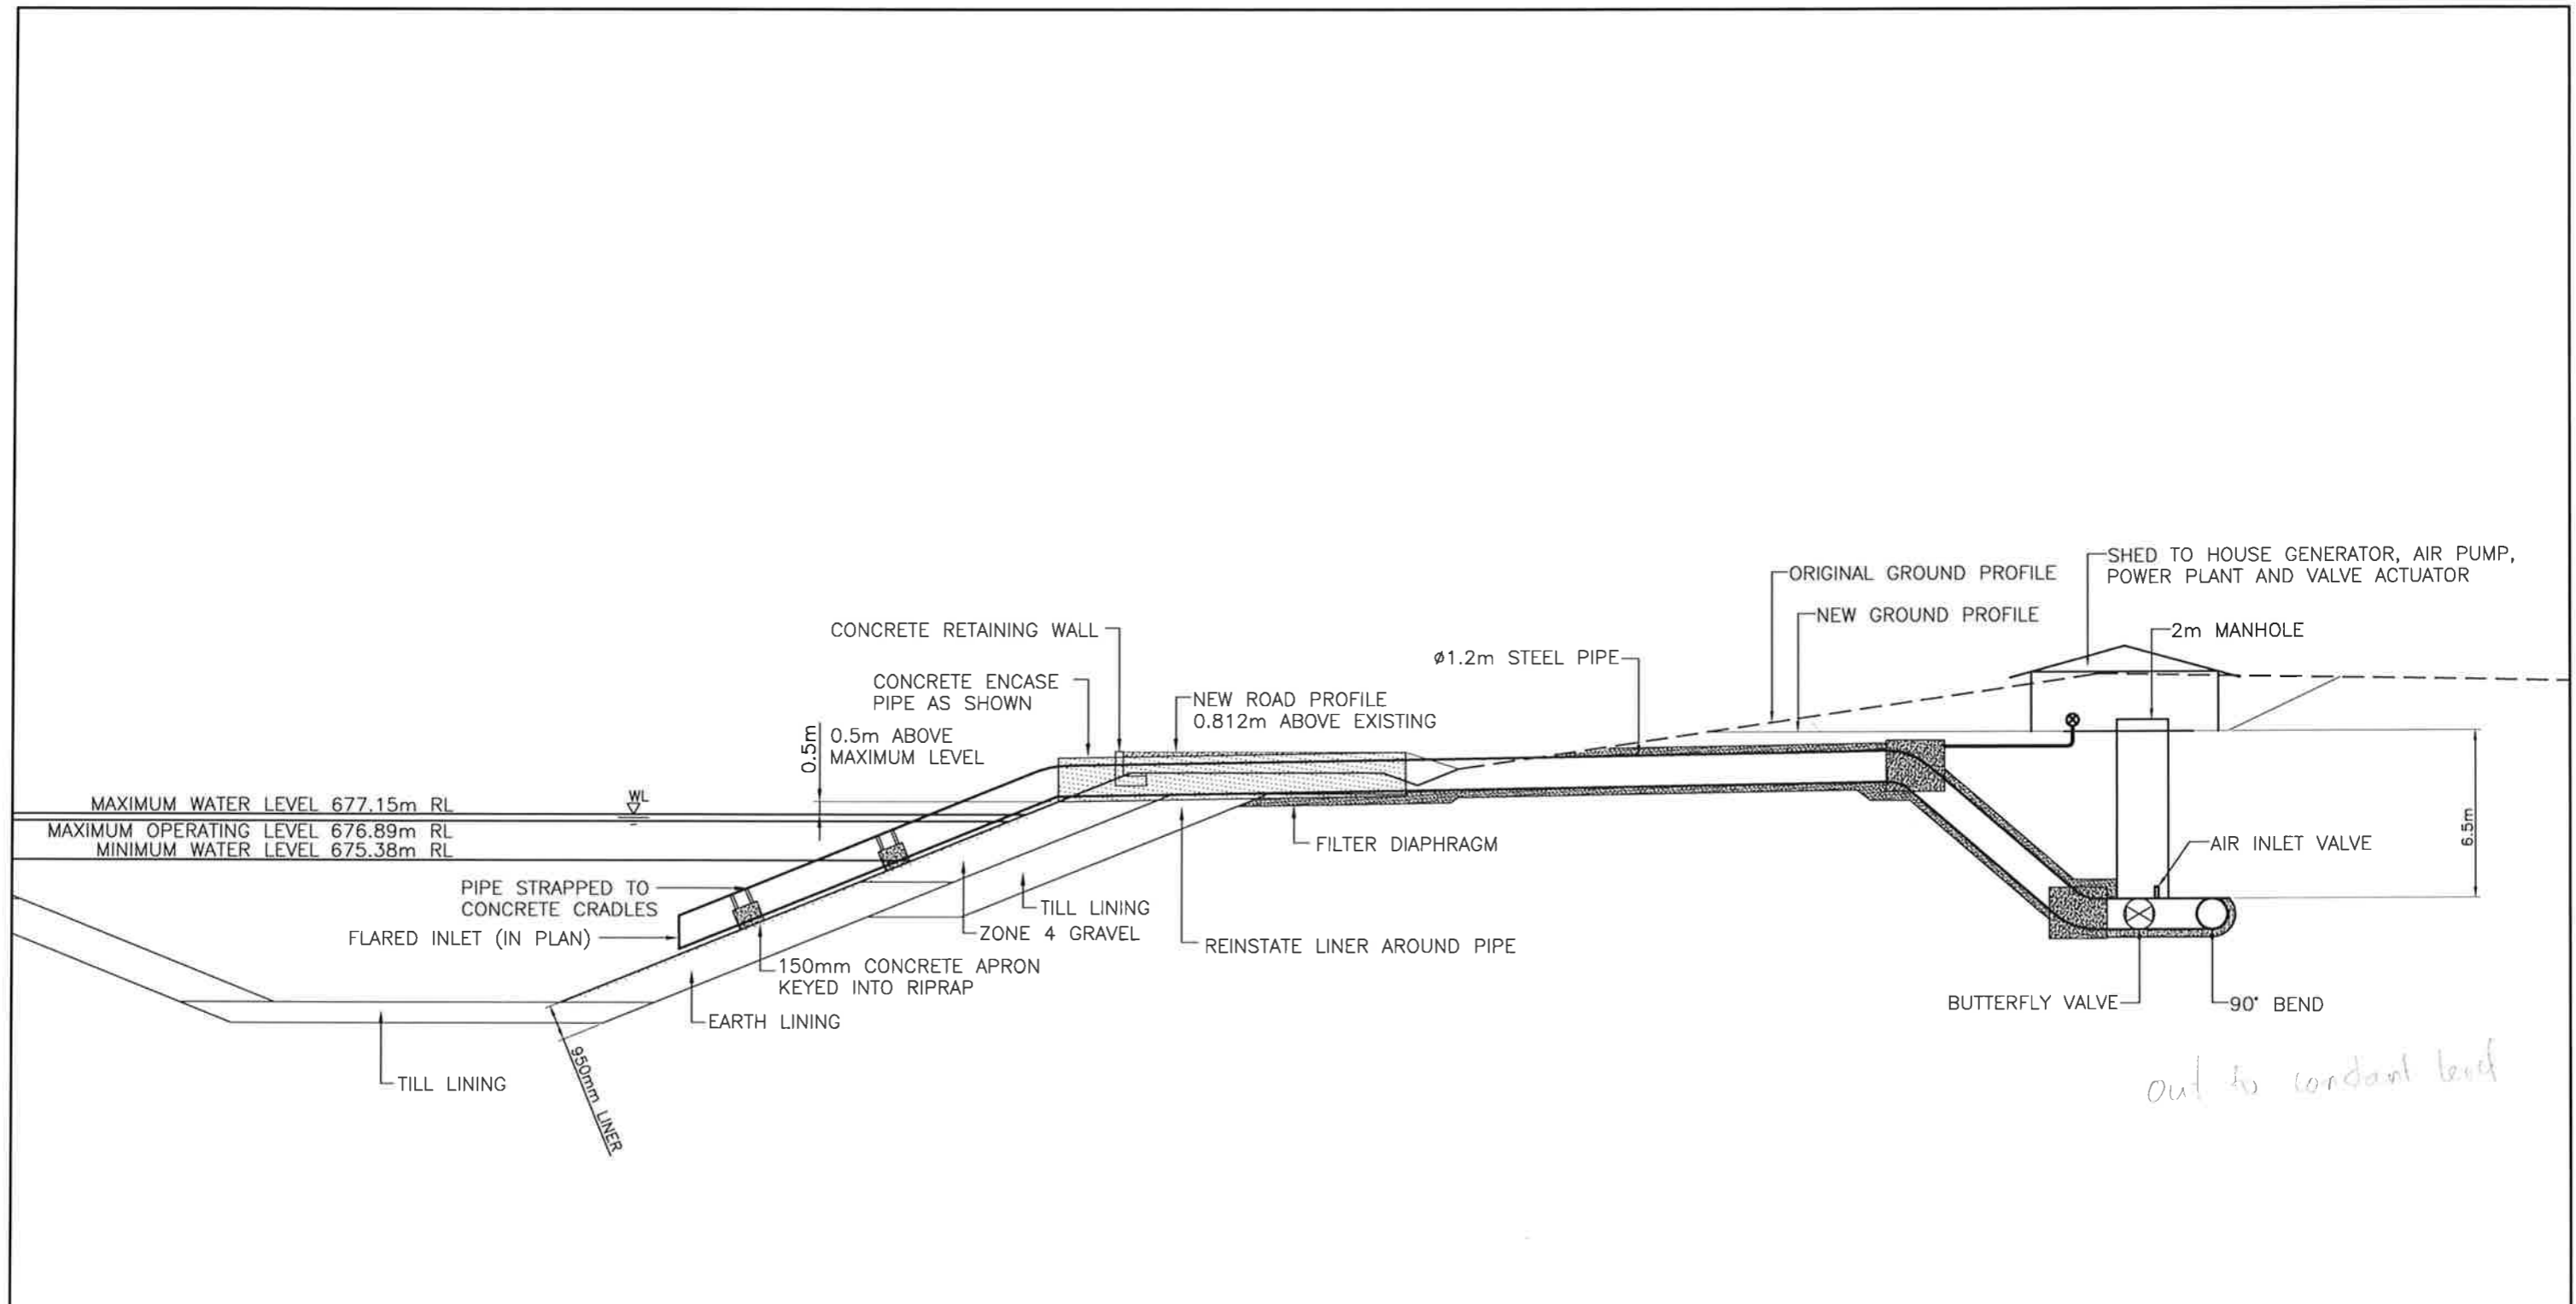 SHED TO HOUSE GENERATOR, AIR PUMP,
POWER PLANT AND VALVE ACTUATOR
ORIGINAL GROUND PROFILE
NEW GROUND PROFILE
2m MANHOLE
CONCRETE RETAINING WALL
ø1.2m STEEL PIPE
CONCRETE ENCASE
PIPE AS SHOWN
NEW ROAD PROFILE
0.812m ABOVE EXISTING
0.5m
0.5m ABOVE
MAXIMUM LEVEL
WL
MAXIMUM WATER LEVEL 677.15m RL
MAXIMUM OPERATING LEVEL 676.89m RL
MINIMUM WATER LEVEL 675.38m RL
6.5m
FILTER DIAPHRAGM
AIR INLET VALVE
PIPE STRAPPED TO
CONCRETE CRADLES
TILL LINING
FLARED INLET (IN PLAN)
ZONE 4 GRAVEL
REINSTATE LINER AROUND PIPE
150mm CONCRETE APRON
KEYED INTO RIPRAP
BUTTERFLY VALVE
90° BEND
EARTH LINING
TILL LINING
950mm LINER
out to constant level